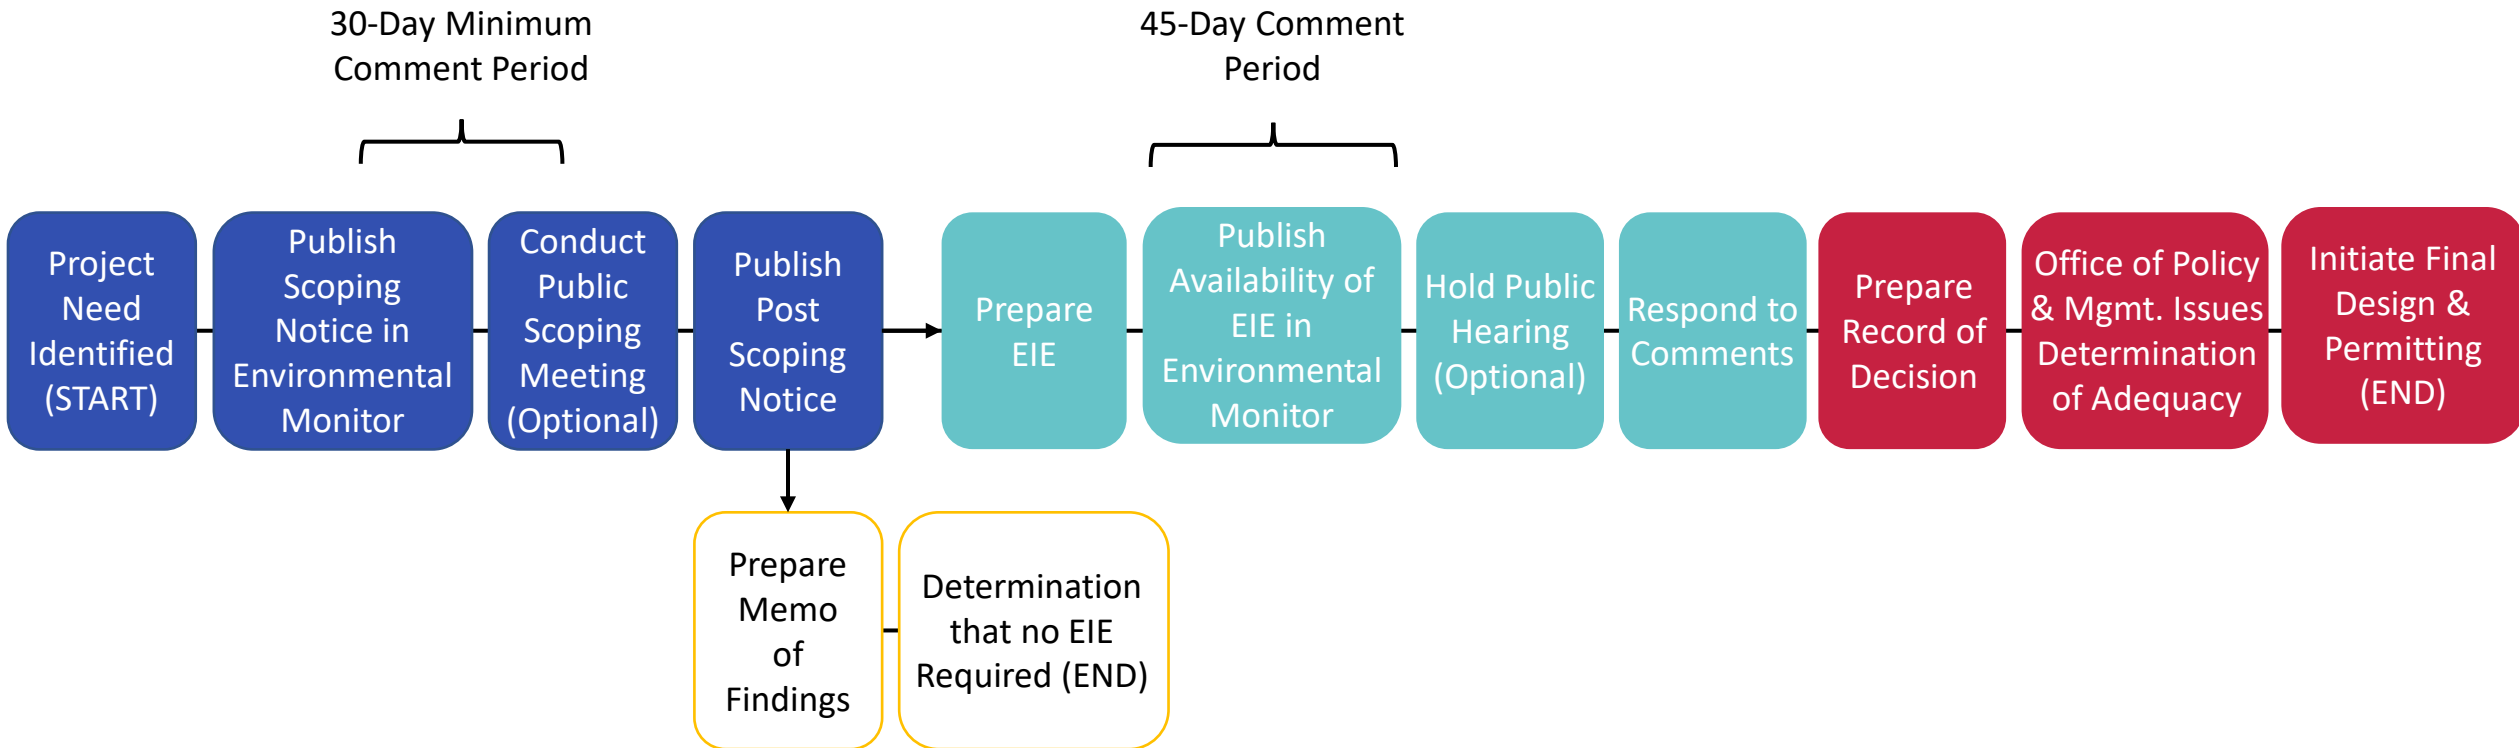 30-Day Minimum
Comment Period
45-Day Comment
Period
Project
Need
Identified
(START)
Publish
Scoping
Notice in
Environmental
Monitor
Conduct
Public
Scoping
Meeting
(Optional)
Publish
Post
Scoping
Notice
Prepare
EIE
Publish
Availability of
EIE in
Environmental
Monitor
Hold Public
Hearing
(Optional)
Respond to
Comments
Prepare
Record of
Decision
Office of Policy
& Mgmt. Issues
Determination
of Adequacy
Initiate Final
Design &
Permitting
(END)
Prepare
Memo
of
Findings
Determination
that no EIE
Required (END)